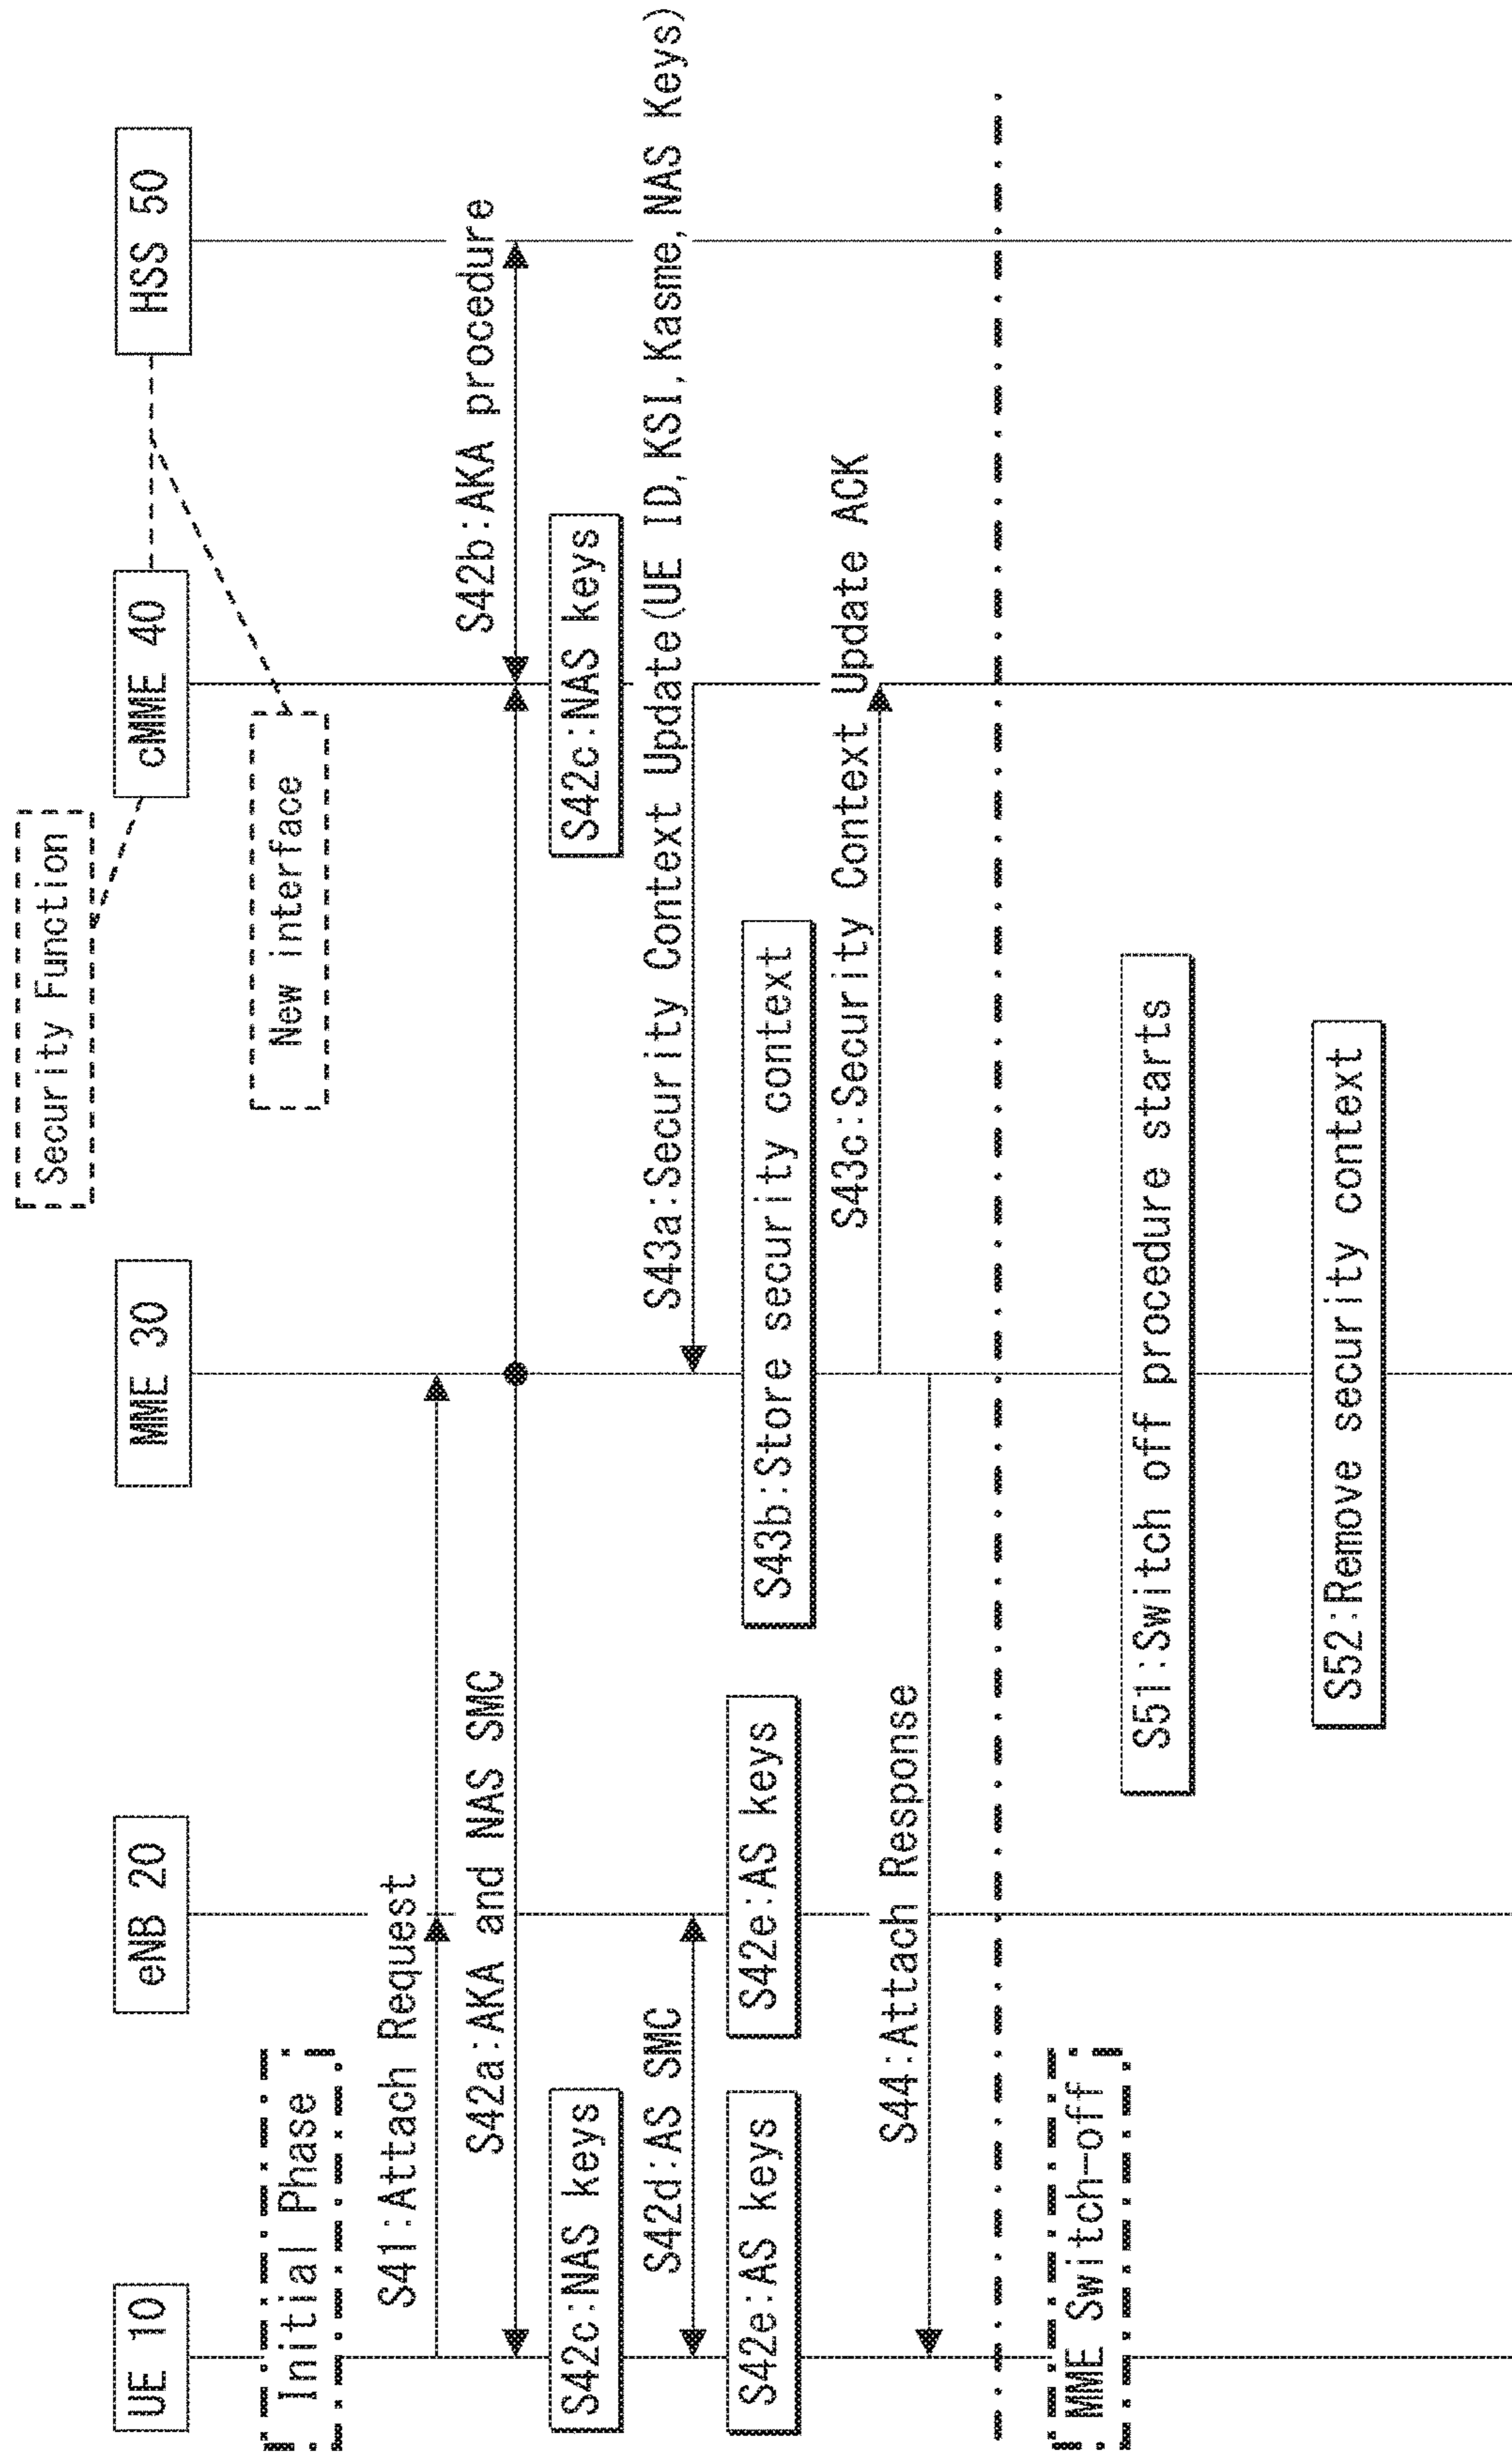 Security Function
UE 10
eNB 20
MME 30
cMME 40
HSS 50
Initial Phase
New interface
S41:Attach Request
S42a:AKA and NAS SMC
S42b:AKA procedure
S42c:NAS keys
S42c:NAS keys
S42d:AS SMC
S43a:Security Context Update(UE ID, KSI, Kasme, NAS Keys)
S42e:AS keys
S42e:AS keys
S43b:Store security context
S43c:Security Context Update ACK
S44:Attach Response
MME Switch-off
S51:Switch off procedure starts
S52:Remove security context